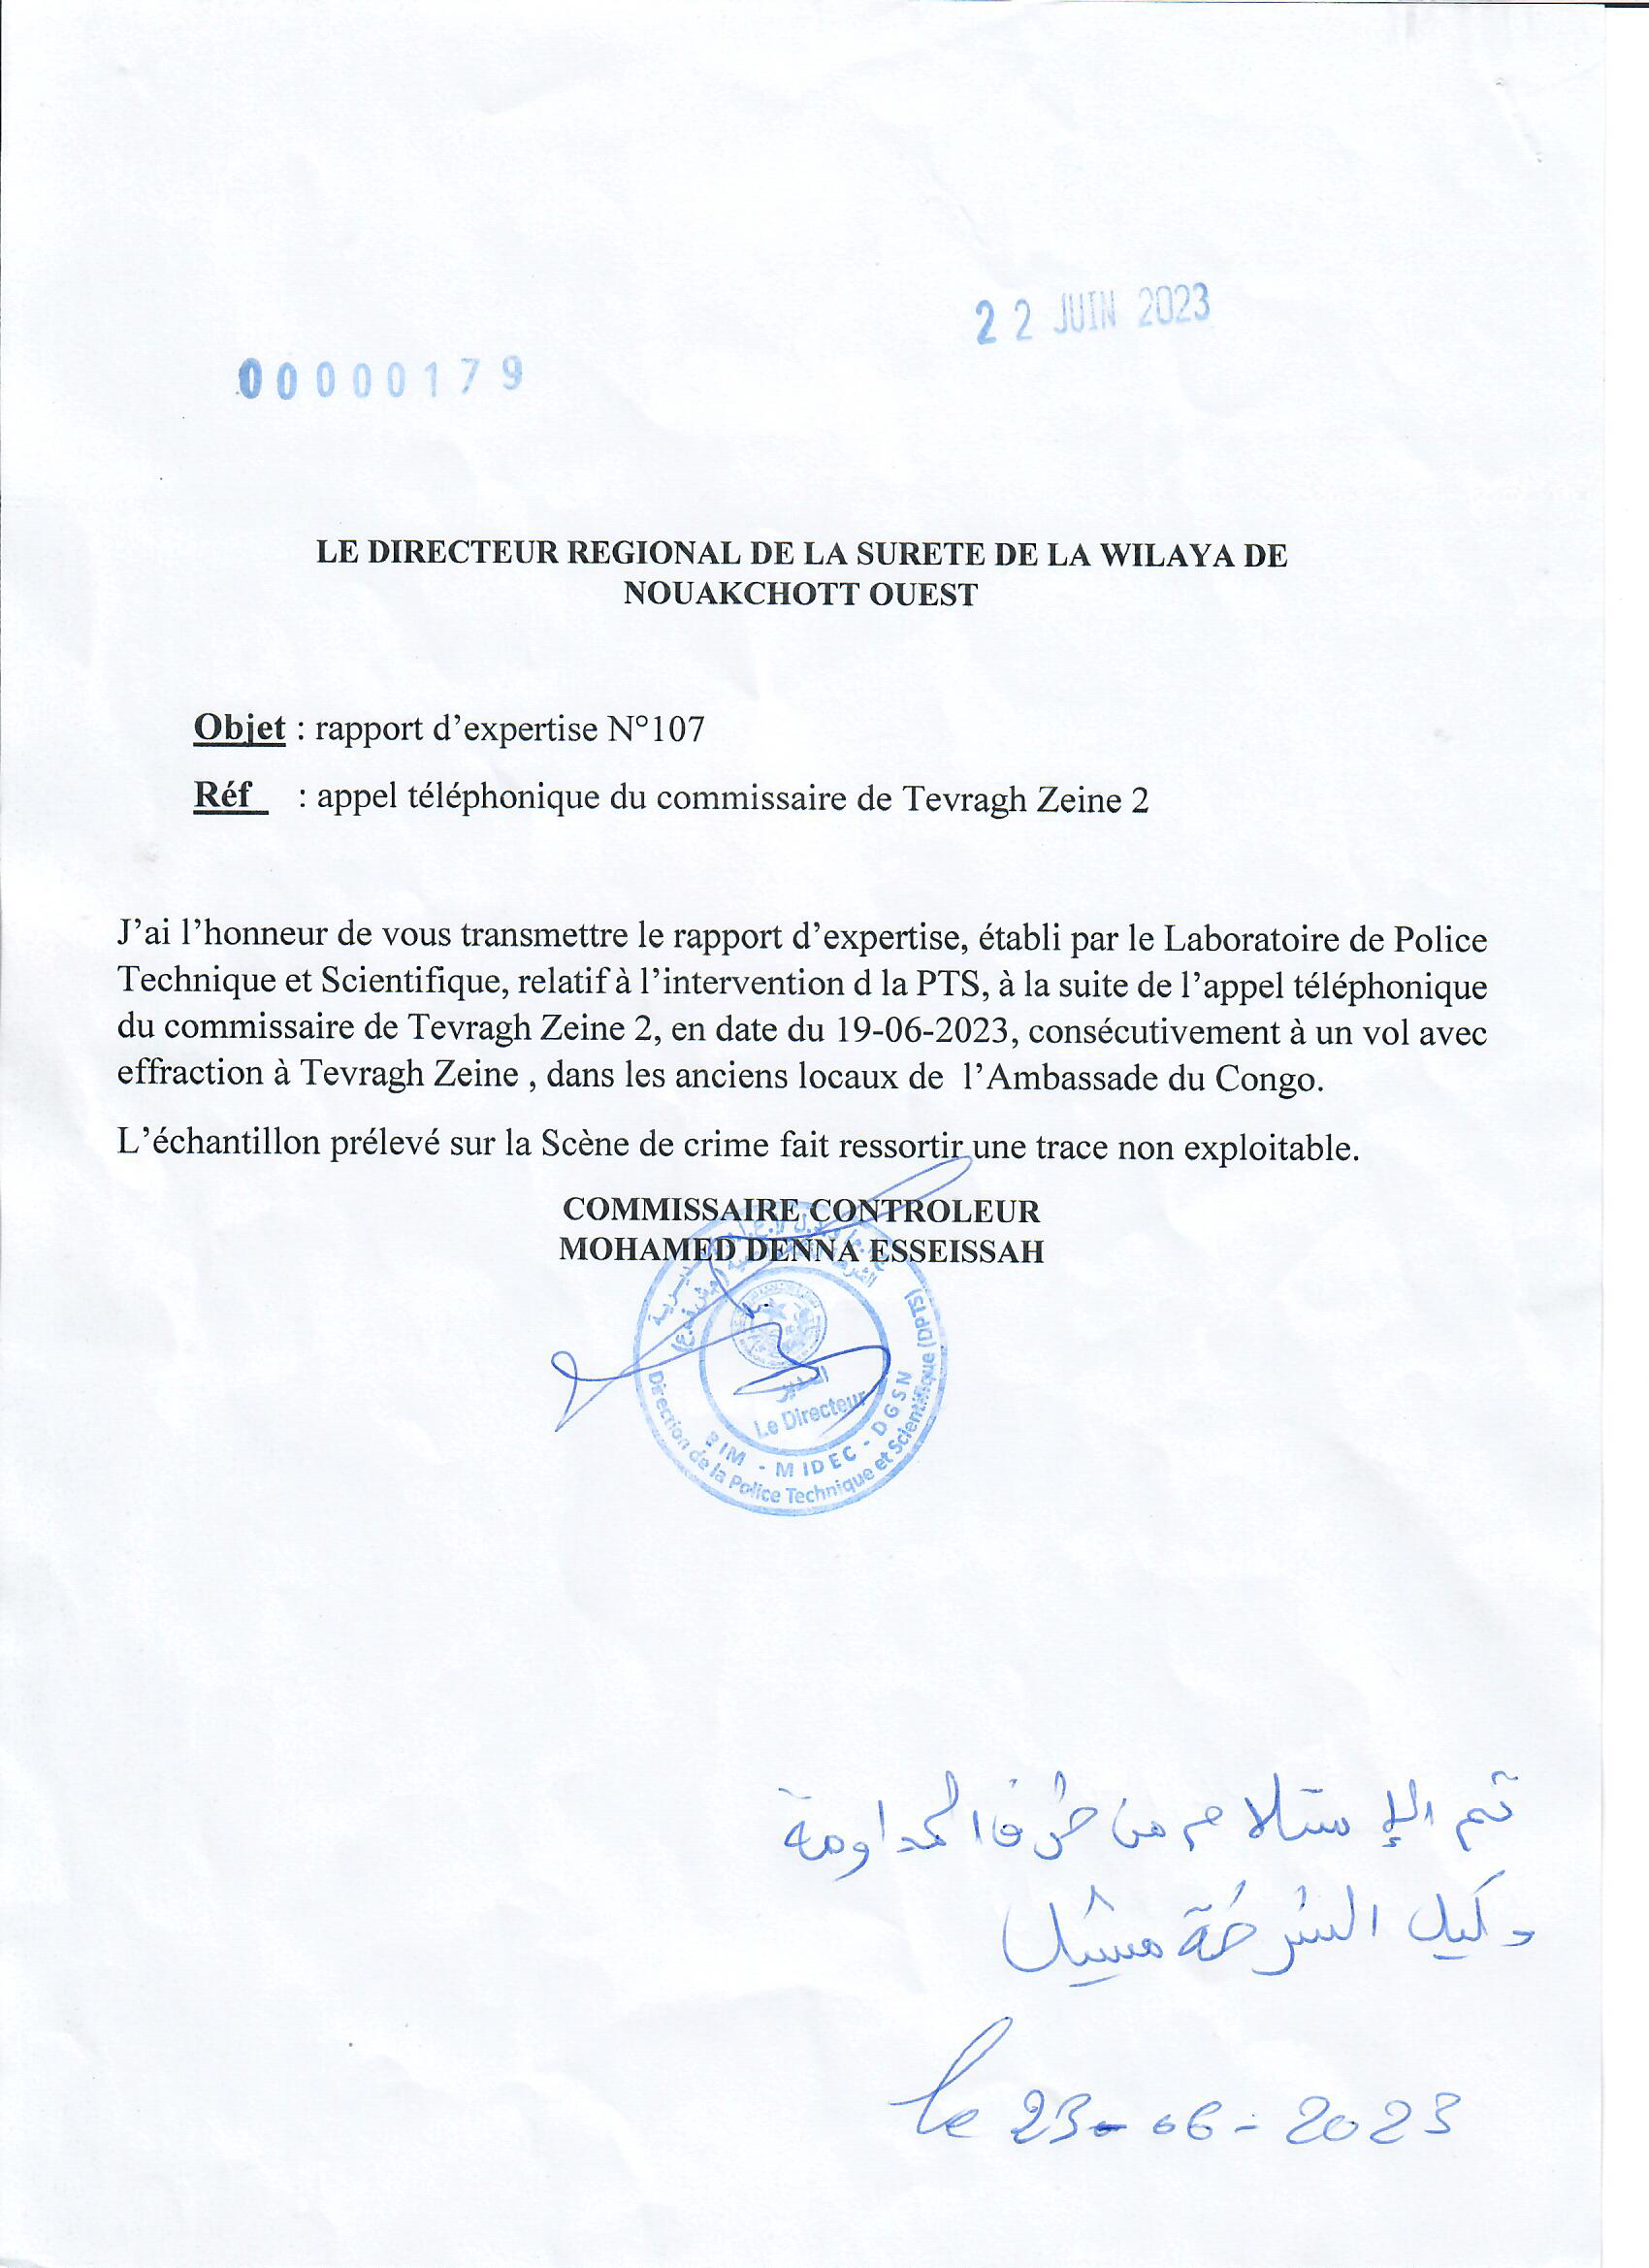 22 JUIN 2023
00000179
LE DIRECTEUR REGIONAL DE LA SURETE DE LA WILAYA DE
NOUAKCHOTT OUEST
Objet : rapport d’expertise N°107
Réf : appel téléphonique du commissaire de Tevragh Zeine 2
J’ai l’honneur de vous transmettre le rapport d’expertise, établi par le Laboratoire de Police
Technique et Scientifique, relatif à l’intervention d la PTS, à la suite de l’appel téléphonique
du commissaire de Tevragh Zeine 2, en date du 19-06-2023, consécutivement à un vol avec
effraction à Tevragh Zeine , dans les anciens locaux de l’Ambassade du Congo.
L’échantillon prélevé sur la Scène de crime fait ressortir une trace non exploitable.
COMMISSAIRE CONTROLEUR
MOHAMED DENNA ESSEISSAH
Le Directeur
RIM - MIDEC - DGSN
Direction de la Police Technique et Scientifique (DPTS)
تم الإستلام من طرف المداومة
وكيل الشرطة
le 23-06-2023